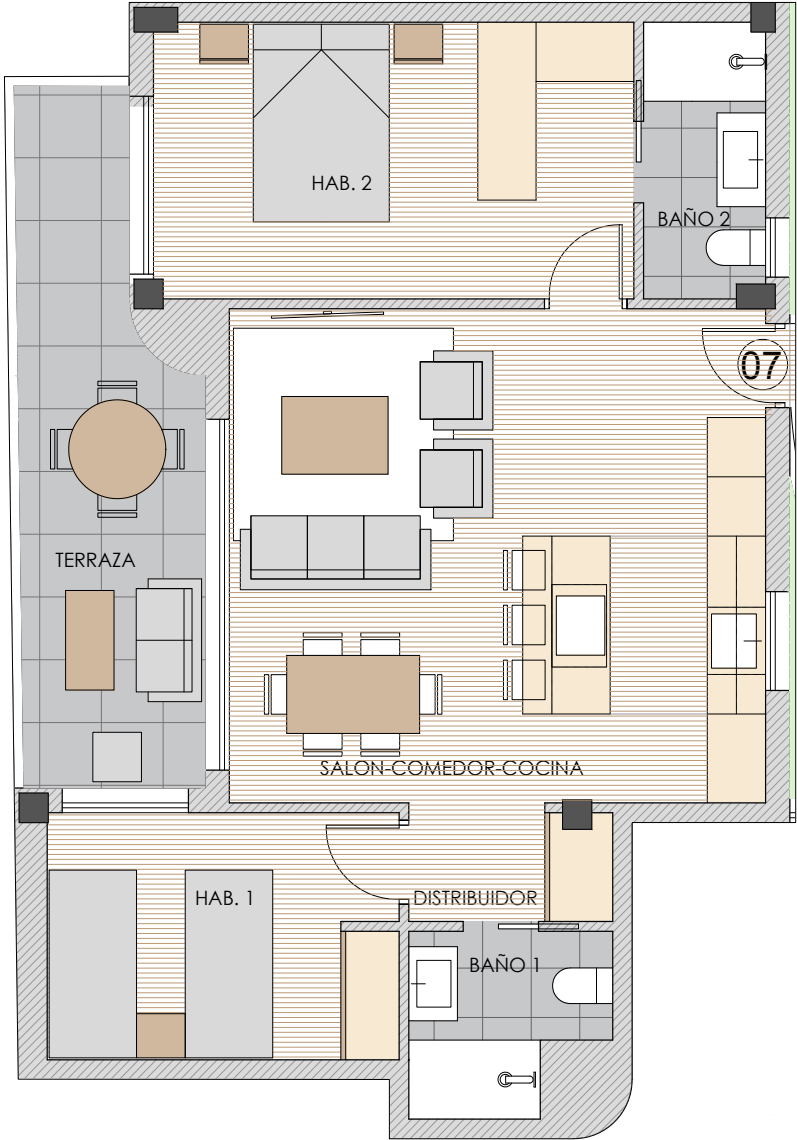 HAB. 2
BAÑO 2
07
TERRAZA
SALON-COMEDOR-COCINA
HAB. 1
DISTRIBUIDOR
BAÑO 1